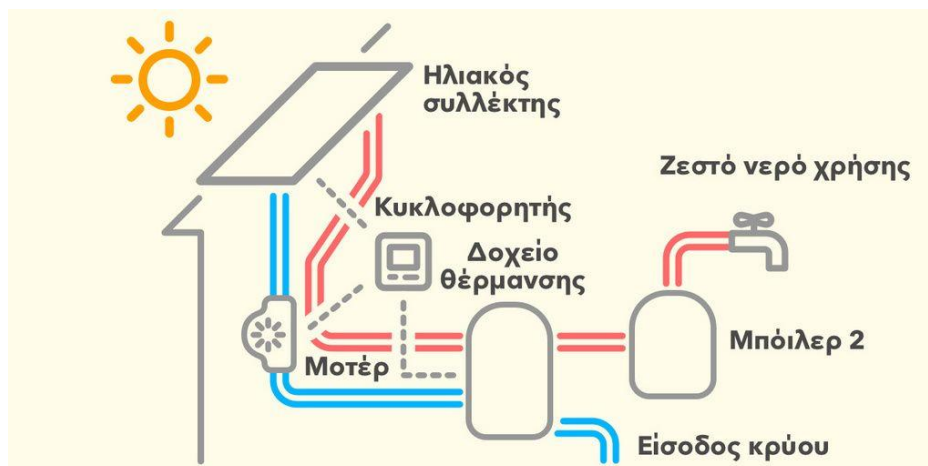 Ηλιακός
συλλέκτης
Ζεστό νερό χρήσης
Κυκλοφορητής
Δοχείο
θέρμανσης
Μπόιλερ 2
Μοτέρ
Είσοδος κρύου